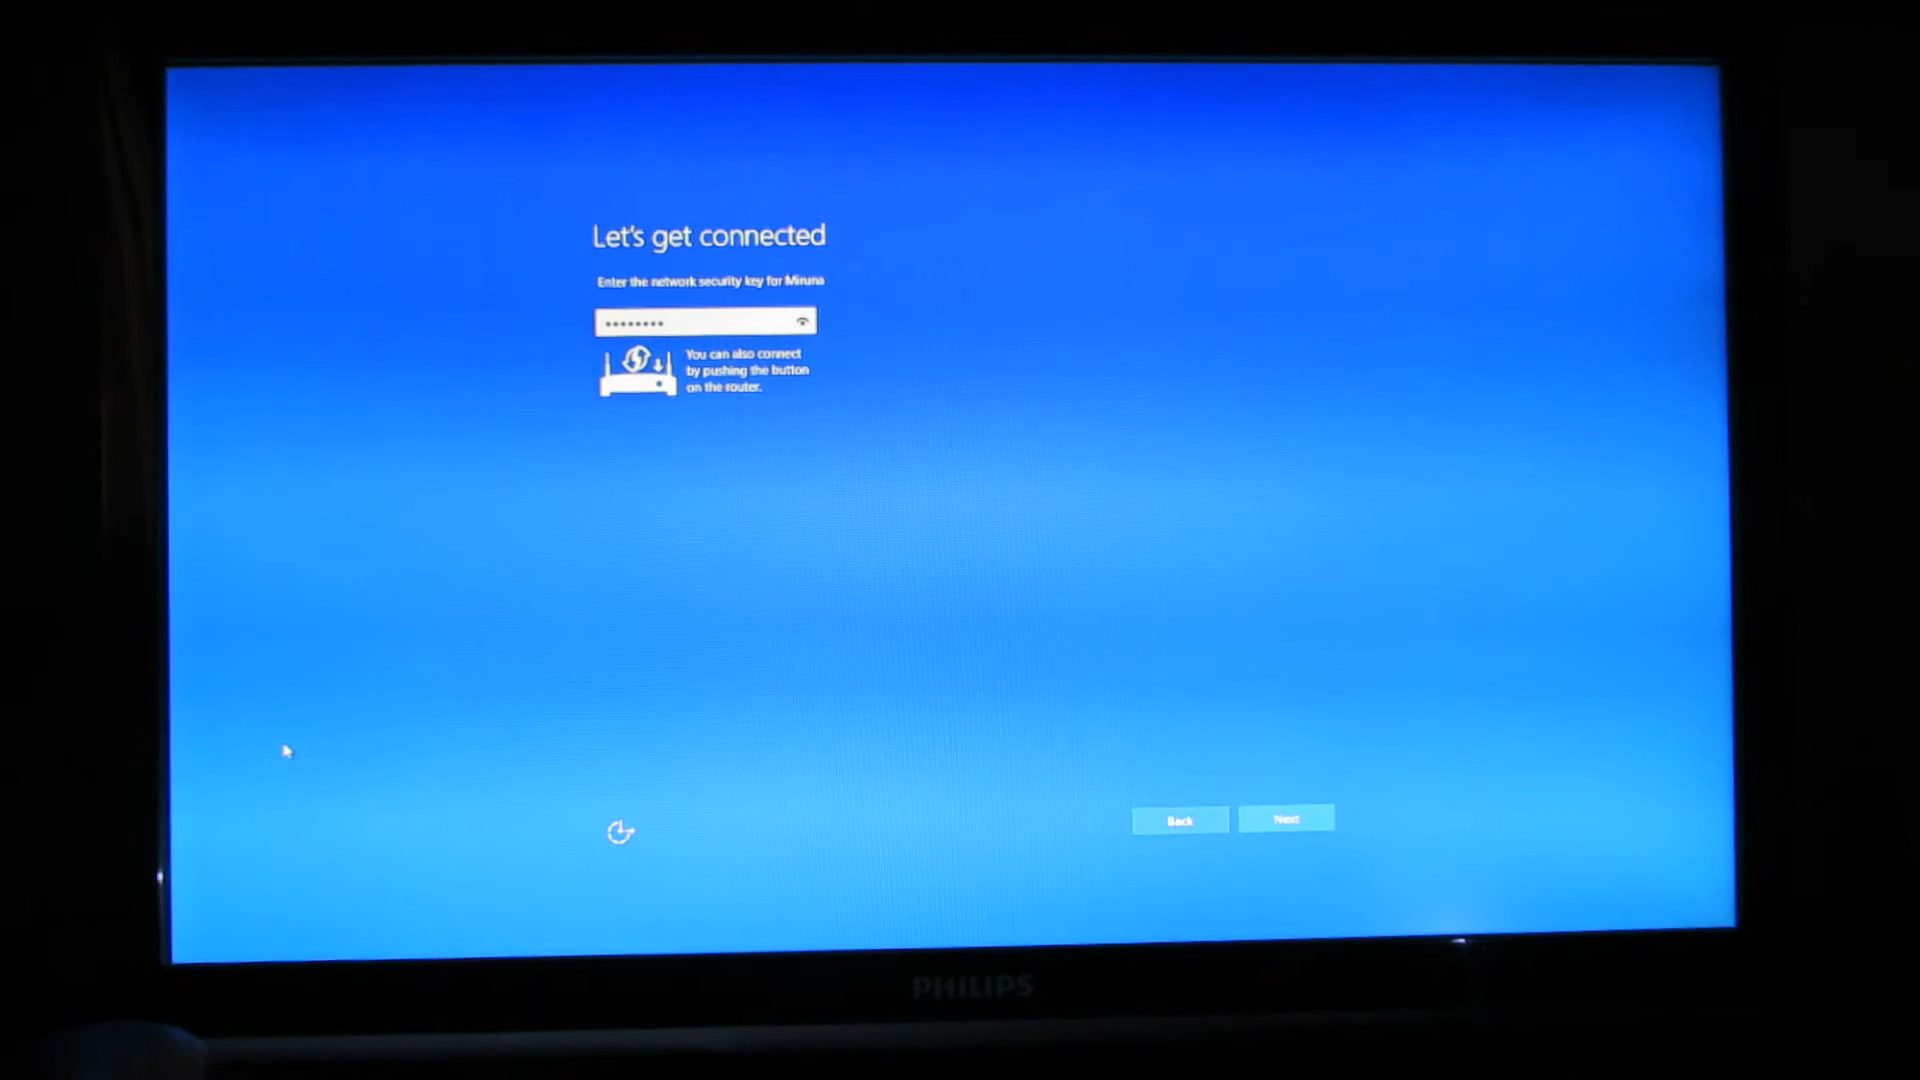 Let's get connected
Enter the network security key for Miruna
••••••••
You can also connect
by pushing the button
on the router.
Back
Next
PHILIPS